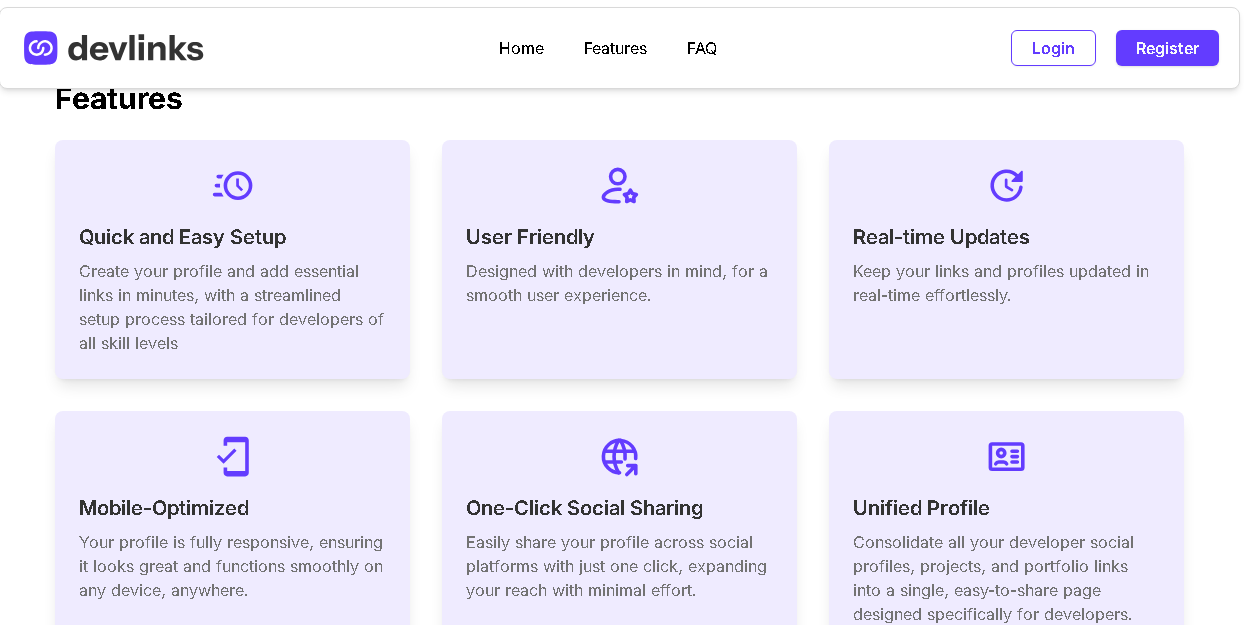 devlinks
Home Features FAQ
Login Register
Features
Quick and Easy Setup
Create your profile and add essential
links in minutes, with a streamlined
setup process tailored for developers of
all skill levels
User Friendly
Designed with developers in mind, for a
smooth user experience.
Real-time Updates
Keep your links and profiles updated in
real-time effortlessly.
Mobile-Optimized
Your profile is fully responsive, ensuring
it looks great and functions smoothly on
any device, anywhere.
One-Click Social Sharing
Easily share your profile across social
platforms with just one click, expanding
your reach with minimal effort.
Unified Profile
Consolidate all your developer social
profiles, projects, and portfolio links
into a single, easy-to-share page
designed specifically for developers.